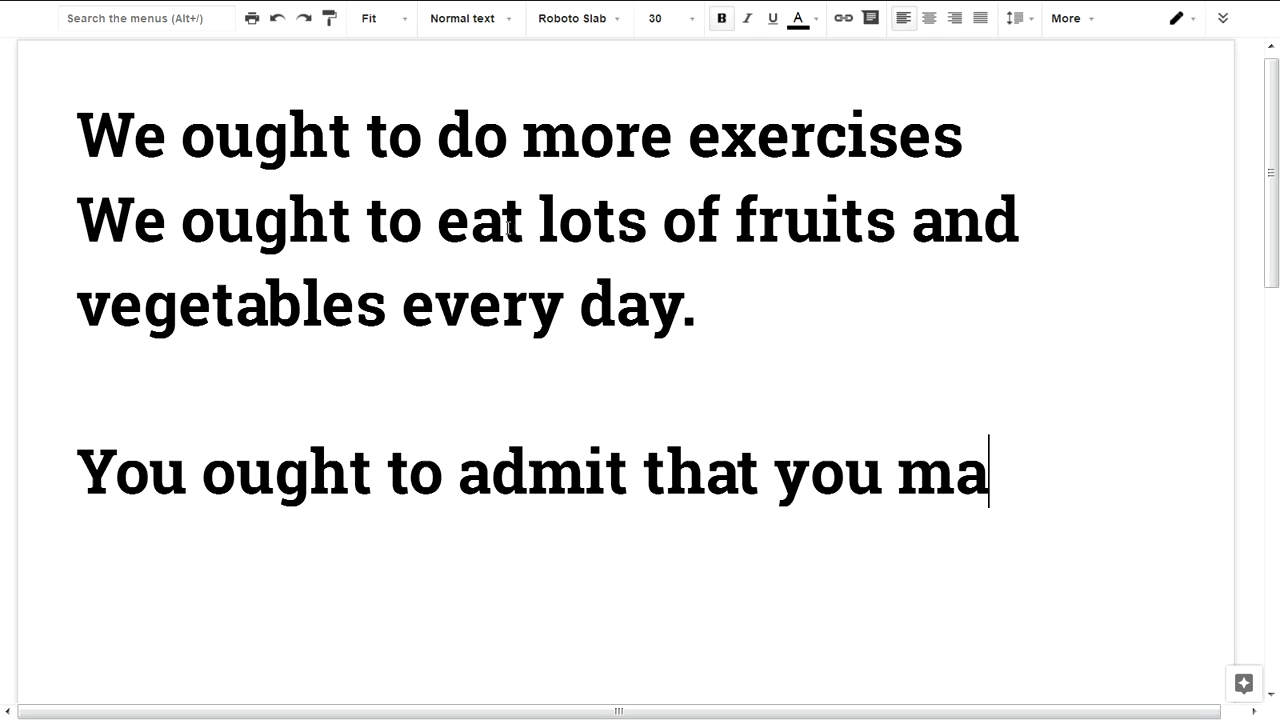 Search the menus (Alt+/) Fit Normal text Roboto Slab 30 B I U A More
We ought to do more exercises
We ought to eat lots of fruits and
vegetables every day.
You ought to admit that you ma